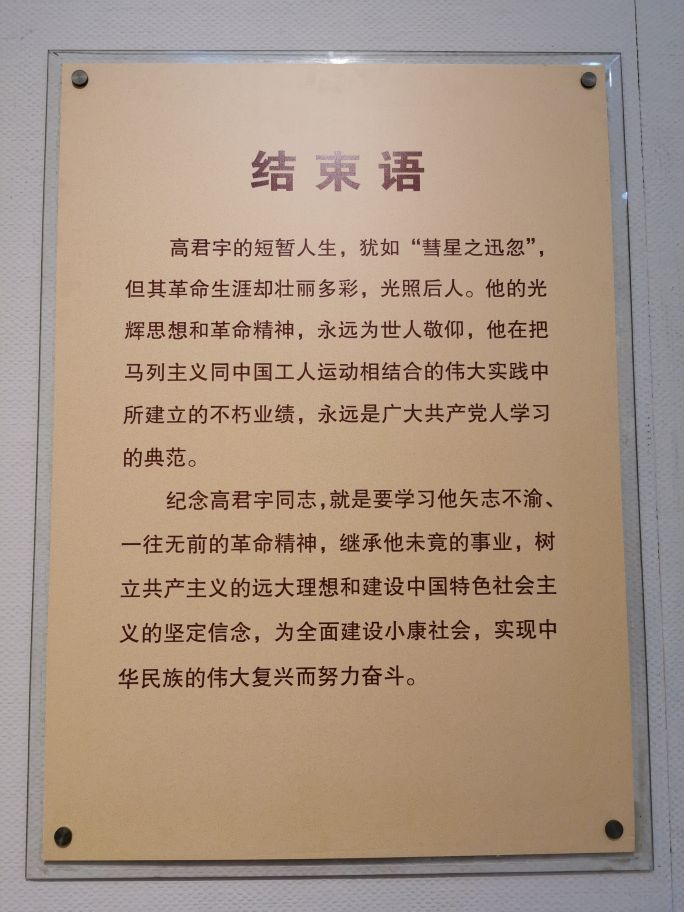 结束语
高君宇的短暂人生，犹如“彗星之迅忽”，
但其革命生涯却壮丽多彩，光照后人。他的光
辉思想和革命精神，永远为世人敬仰，他在把
马列主义同中国工人运动相结合的伟大实践中
所建立的不朽业绩，永远是广大共产党人学习
的典范。
纪念高君宇同志，就是要学习他矢志不渝、
一往无前的革命精神，继承他未竟的事业，树
立共产主义的远大理想和建设中国特色社会主
义的坚定信念，为全面建设小康社会，实现中
华民族的伟大复兴而努力奋斗。